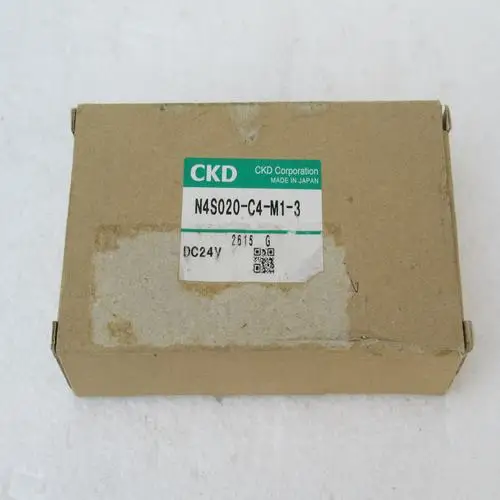 CKD
CKD Corporation
MADE IN JAPAN
N4S020-C4-M1-3
2615 G
DC24V